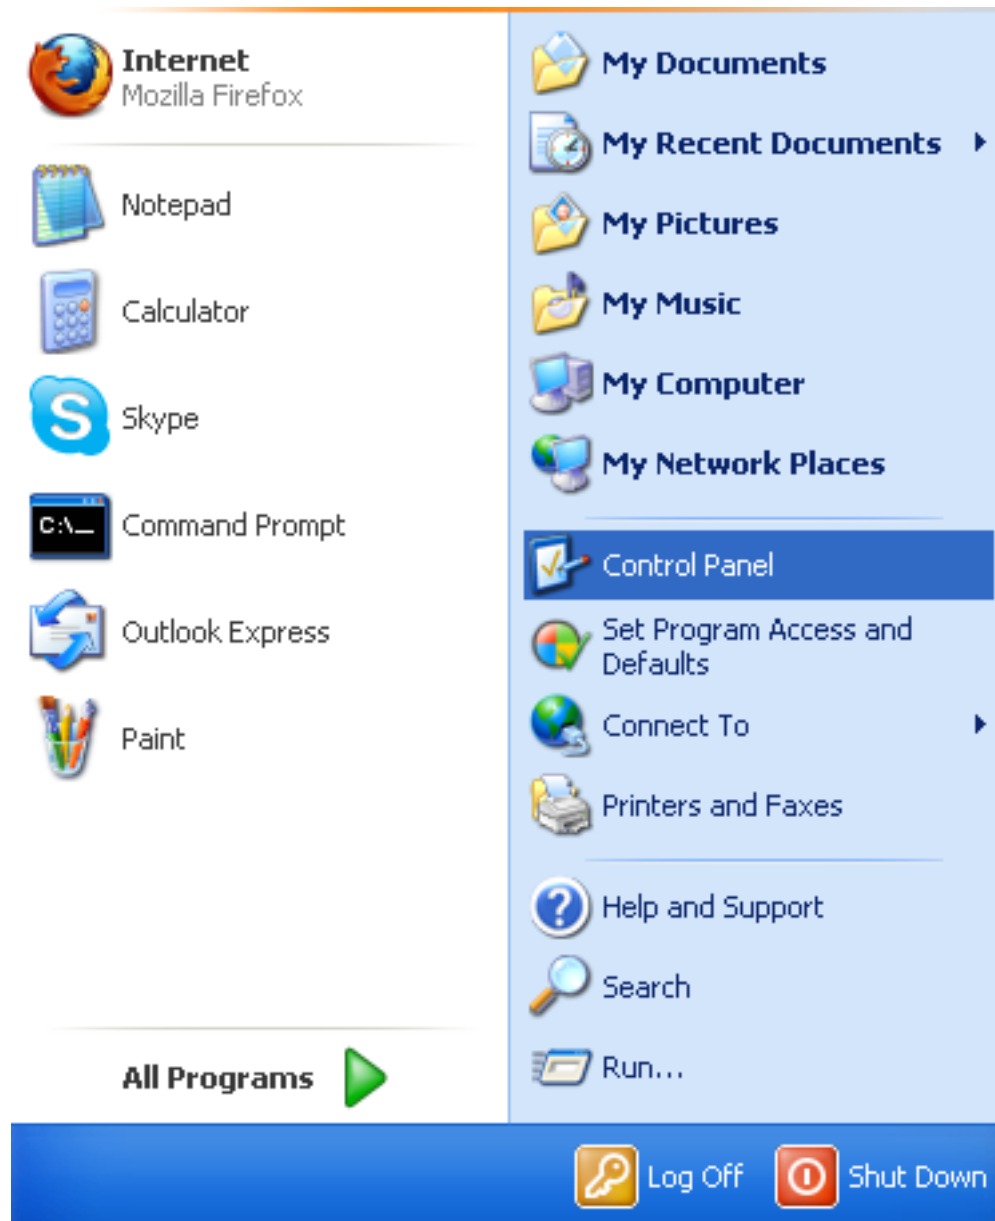 Internet
Mozilla Firefox
Notepad
Calculator
Skype
C:\_
Command Prompt
Outlook Express
Paint
All Programs
My Documents
My Recent Documents
My Pictures
My Music
My Computer
My Network Places
Control Panel
Set Program Access and
Defaults
Connect To
Printers and Faxes
Help and Support
Search
Run...
Log Off
Shut Down